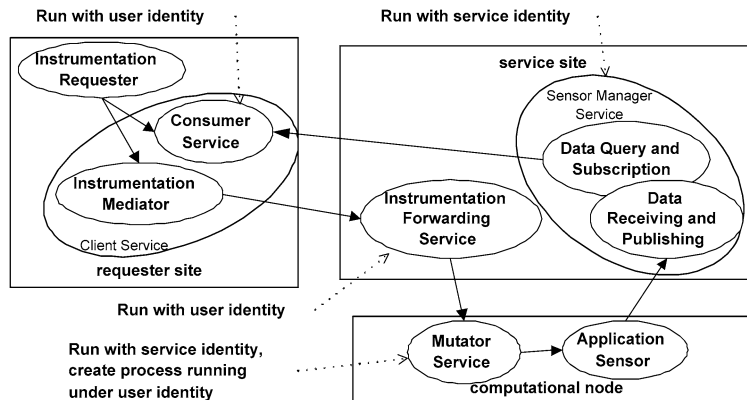 Run with user identity
Run with service identity
Instrumentation
Requester
service site
Sensor Manager
Service
Consumer
Service
Data Query and
Subscription
Instrumentation
Mediator
Instrumentation
Forwarding
Service
Data
Receiving and
Publishing
Client Service
requester site
Run with user identity
Run with service identity,
create process running
under user identity
Mutator
Service
Application
Sensor
computational node